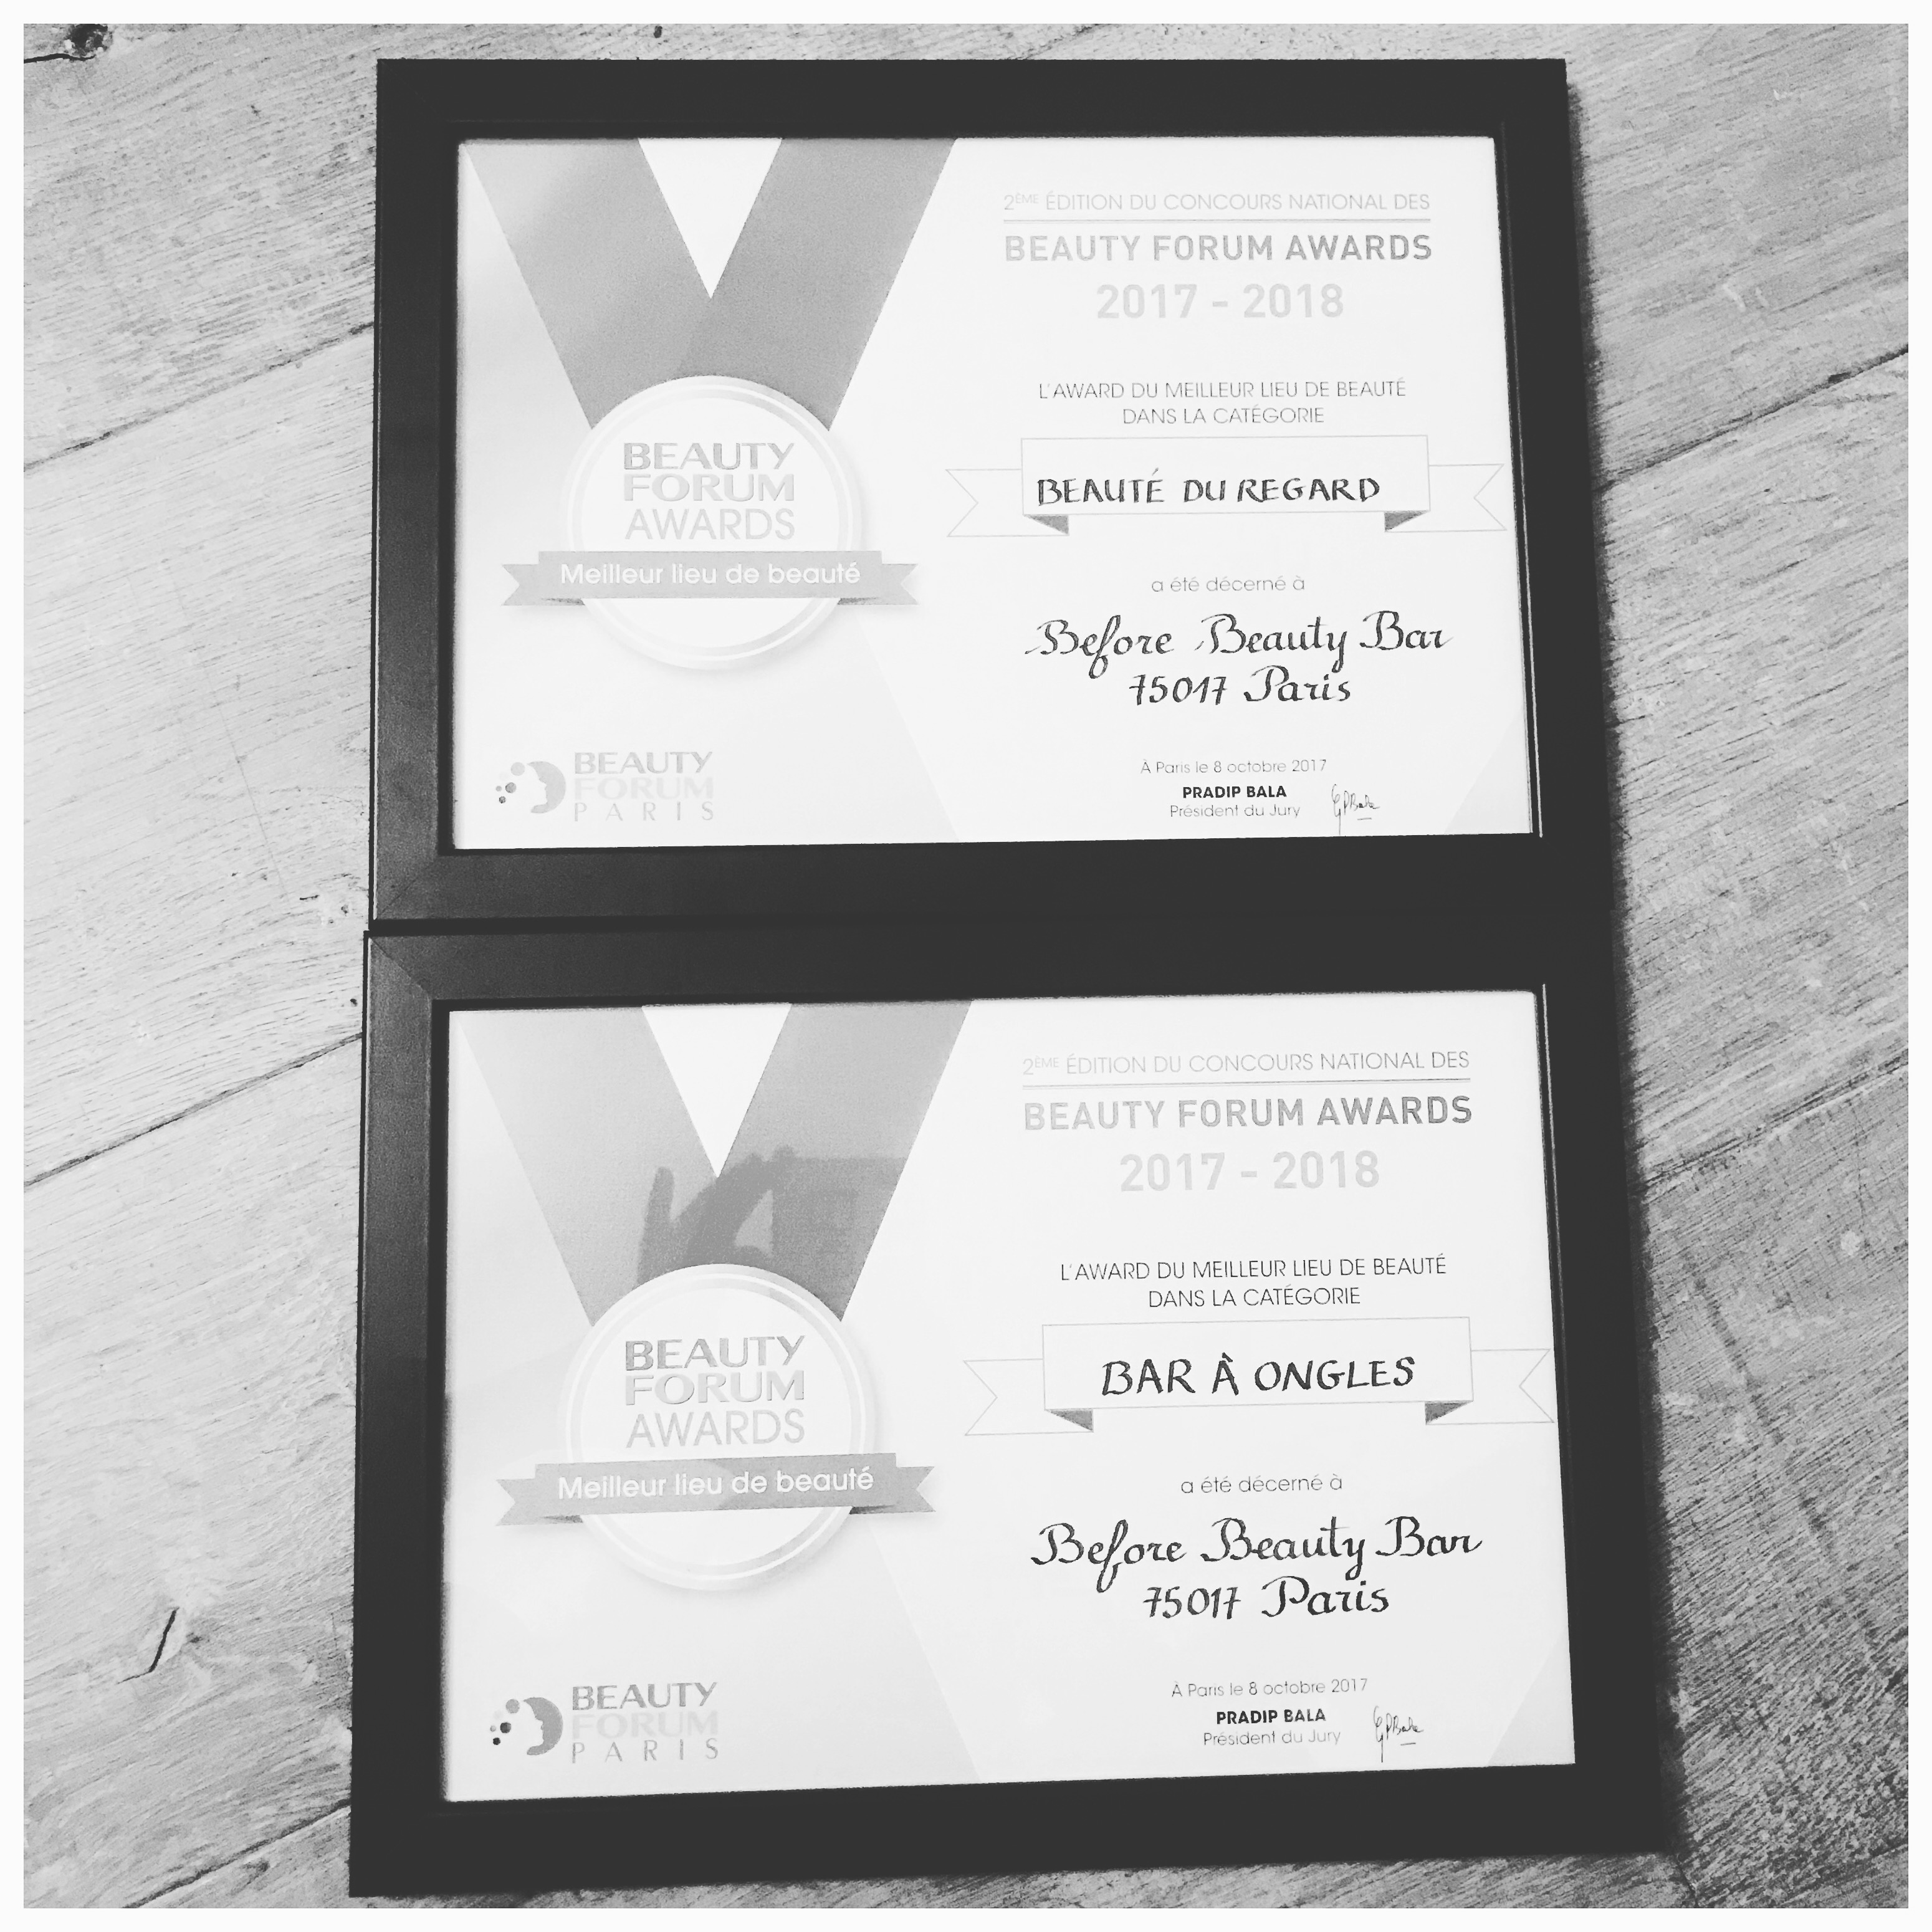 2ÈME ÉDITION DU CONCOURS NATIONAL DES
BEAUTY FORUM AWARDS
2017 - 2018
L'AWARD DU MEILLEUR LIEU DE BEAUTÉ
DANS LA CATÉGORIE
BEAUTÉ DU REGARD
a été décerné à
Before Beauty Bar
75017 Paris
À Paris le 8 octobre 2017
PRADIP BALA
Président du Jury
GPBala
BEAUTY
FORUM
AWARDS
Meilleur lieu de beauté
BEAUTY
FORUM
PARIS
2ÈME ÉDITION DU CONCOURS NATIONAL DES
BEAUTY FORUM AWARDS
2017 - 2018
L'AWARD DU MEILLEUR LIEU DE BEAUTÉ
DANS LA CATÉGORIE
BAR À ONGLES
a été décerné à
Before Beauty Bar
75017 Paris
À Paris le 8 octobre 2017
PRADIP BALA
Président du Jury
GPBala
BEAUTY
FORUM
AWARDS
Meilleur lieu de beauté
BEAUTY
FORUM
PARIS